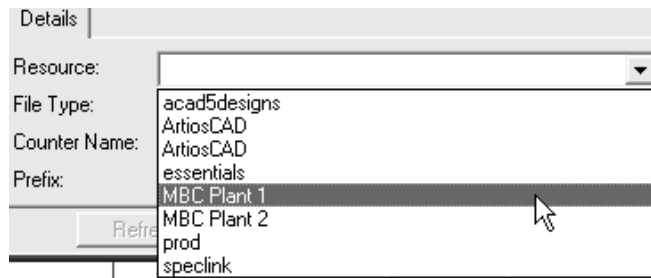 Details
Resource:
File Type:
acad5designs
ArtiosCAD
Counter Name:
ArtiosCAD
Prefix:
essentials
MBC Plant 1
MBC Plant 2
Refre
prod
speclink